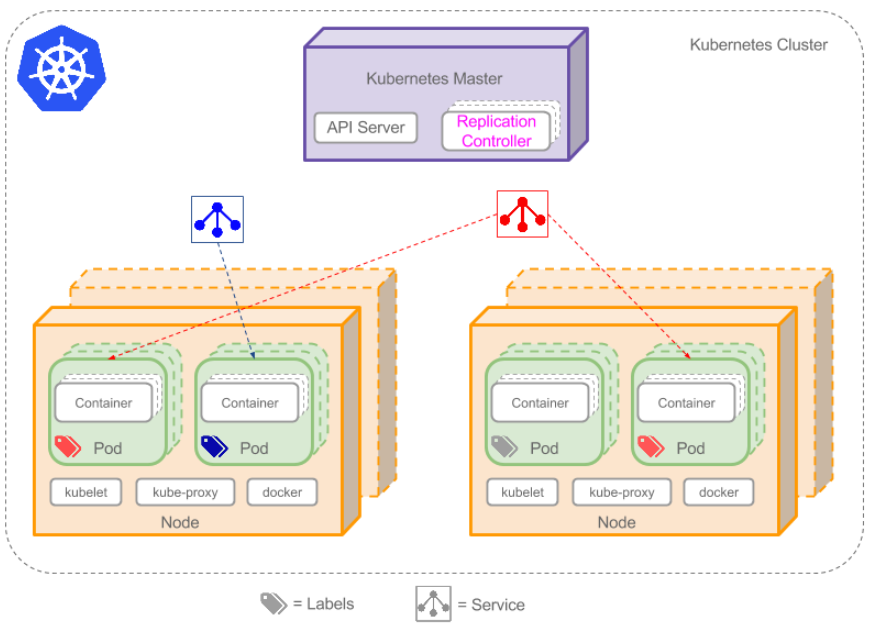 Kubernetes Cluster
Kubernetes Master
API Server
Replication
Controller
Container
Container
Container
Container
Pod
Pod
Pod
Pod
kubelet
kube-proxy
docker
kubelet
kube-proxy
docker
Node
Node
= Labels
= Service